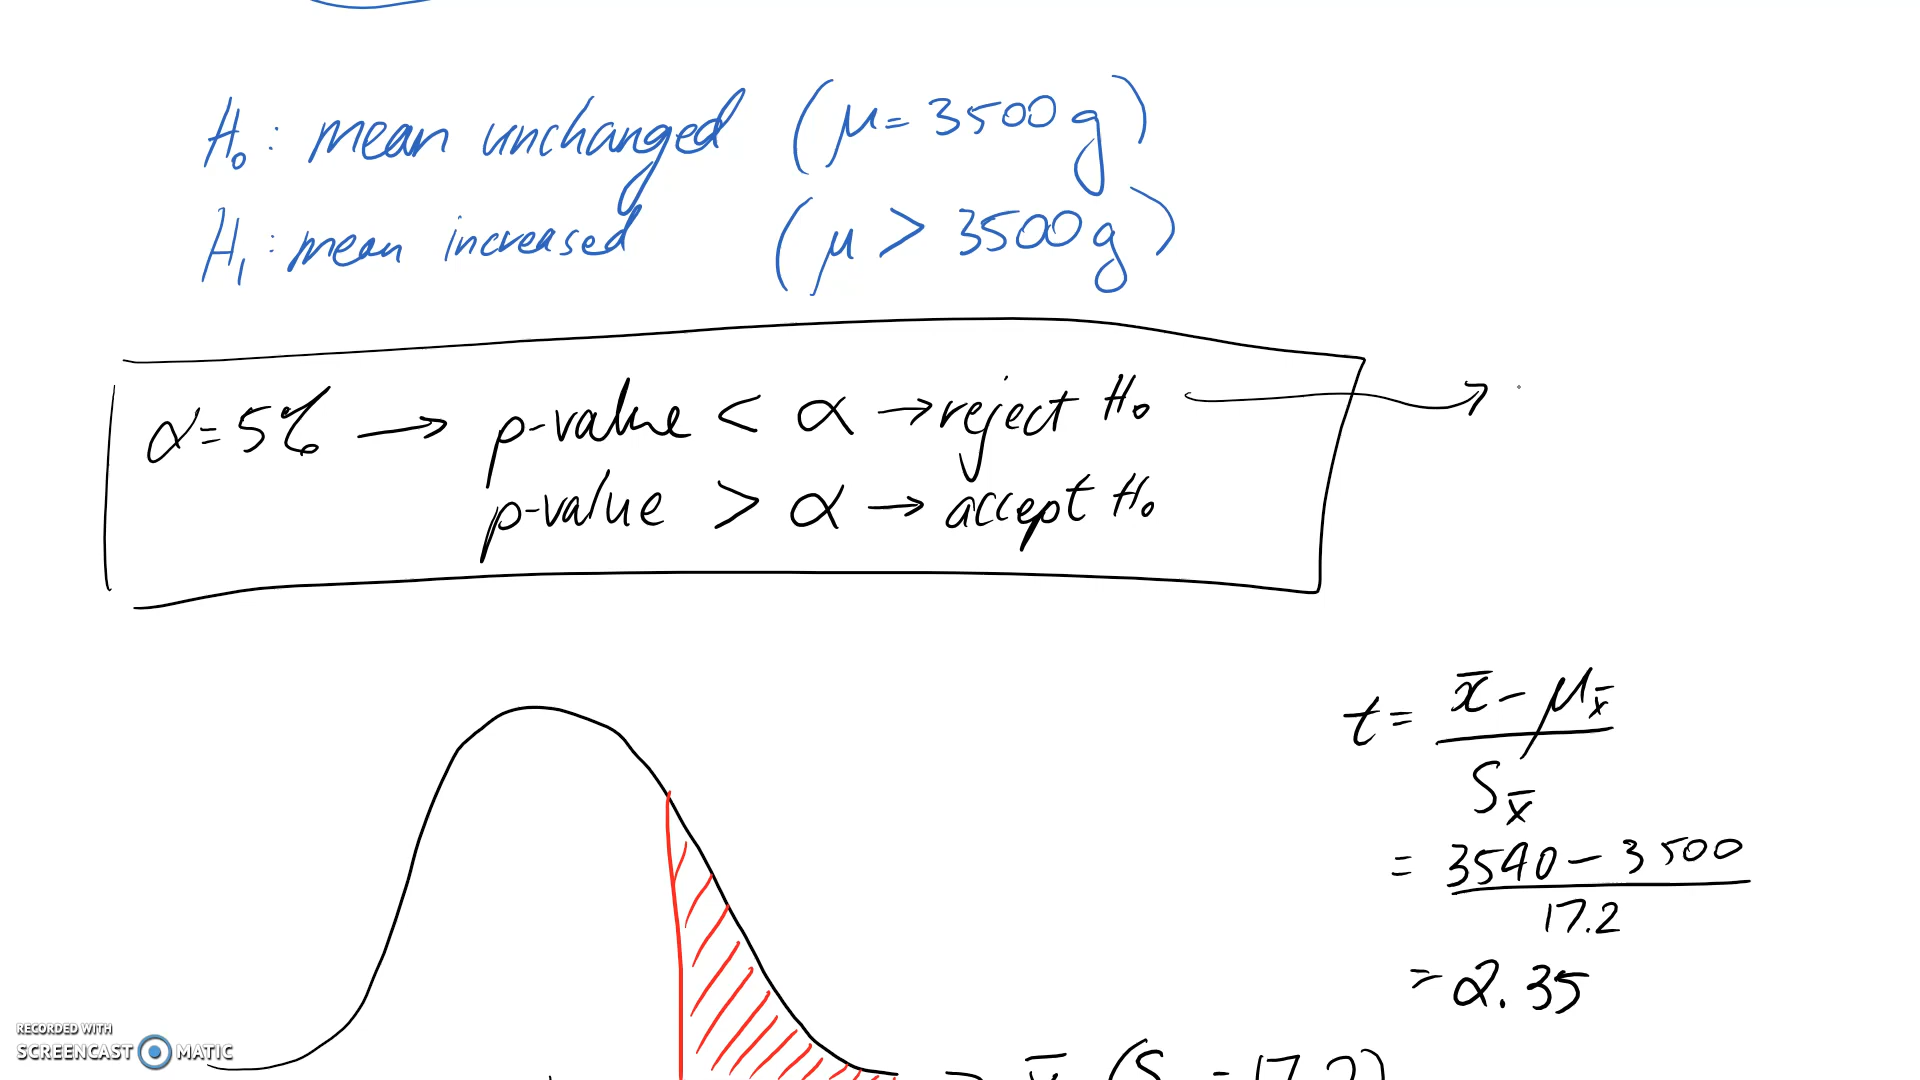 H₀: mean unchanged (μ = 3500 g)
H₁: mean increased (μ > 3500 g)
α = 5% → p-value < α → reject H₀ →
p-value > α → accept H₀
t = (x̄ - μx̄) / Sx̄
= (3540 - 3500) / 17.2
= 2.35
RECORDED WITH
SCREENCAST MATIC